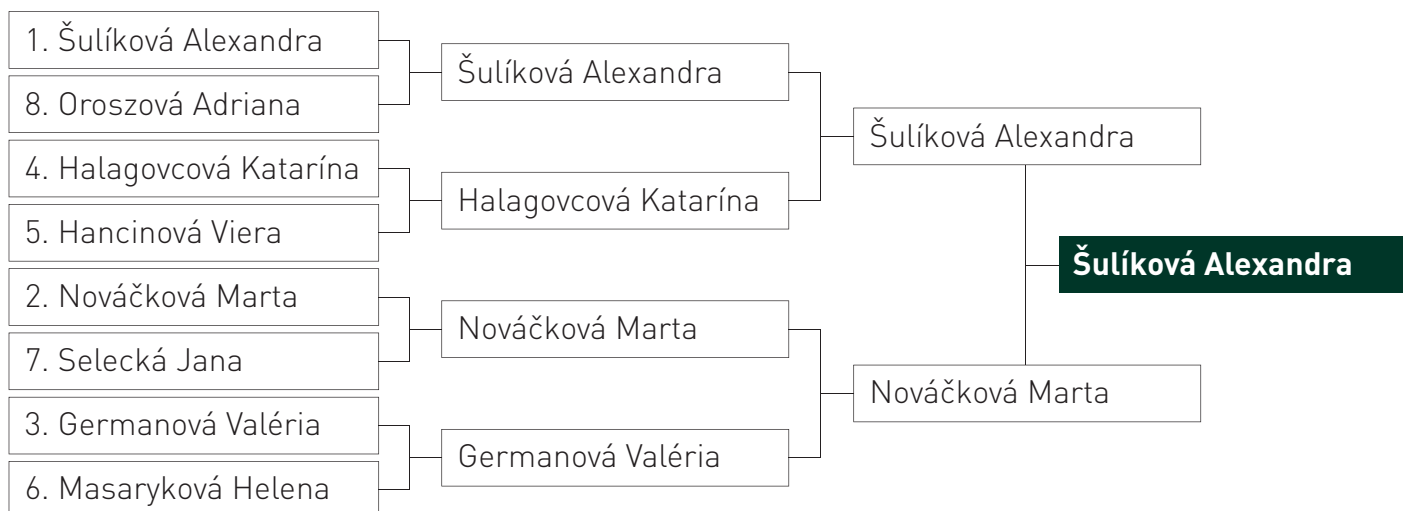 1. Šulíková Alexandra
8. Oroszová Adriana
4. Halagovcová Katarína
5. Hancinová Viera
2. Nováčková Marta
7. Selecká Jana
3. Germanová Valéria
6. Masaryková Helena
Šulíková Alexandra
Halagovcová Katarína
Nováčková Marta
Germanová Valéria
Šulíková Alexandra
Nováčková Marta
Šulíková Alexandra